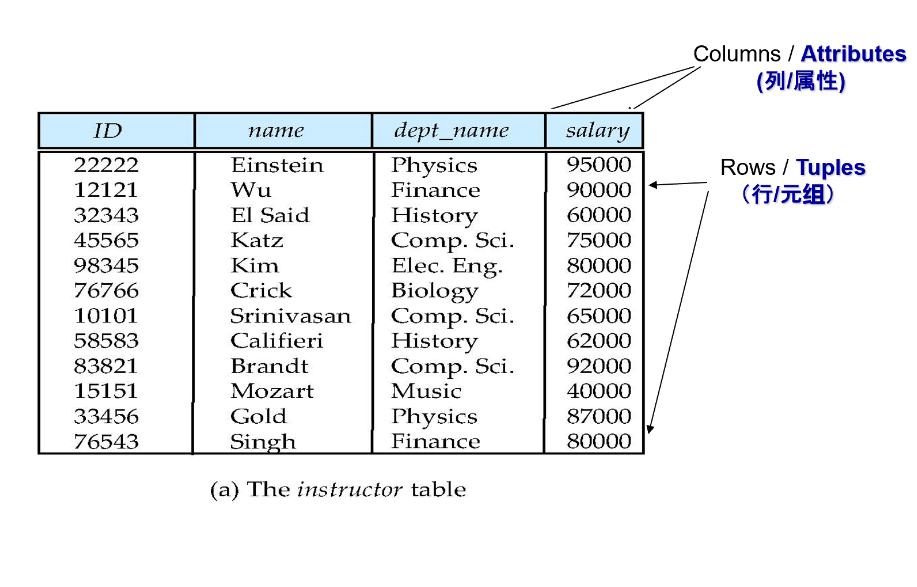 Columns / Attributes
(列/属性)
ID name dept_name salary
22222 Einstein Physics 95000
12121 Wu Finance 90000
32343 El Said History 60000
45565 Katz Comp. Sci. 75000
98345 Kim Elec. Eng. 80000
76766 Crick Biology 72000
10101 Srinivasan Comp. Sci. 65000
58583 Califieri History 62000
83821 Brandt Comp. Sci. 92000
15151 Mozart Music 40000
33456 Gold Physics 87000
76543 Singh Finance 80000
Rows / Tuples
（行/元组）
(a) The instructor table